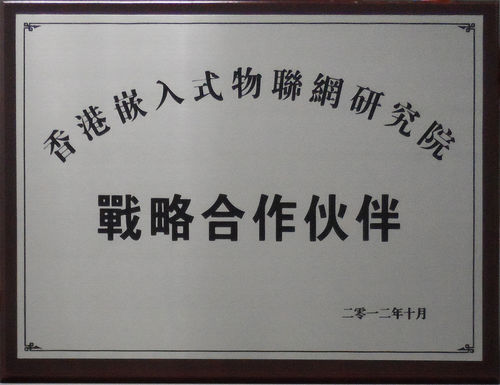 香港嵌入式物聯網研究院
戰略合作伙伴
二零一二年十月